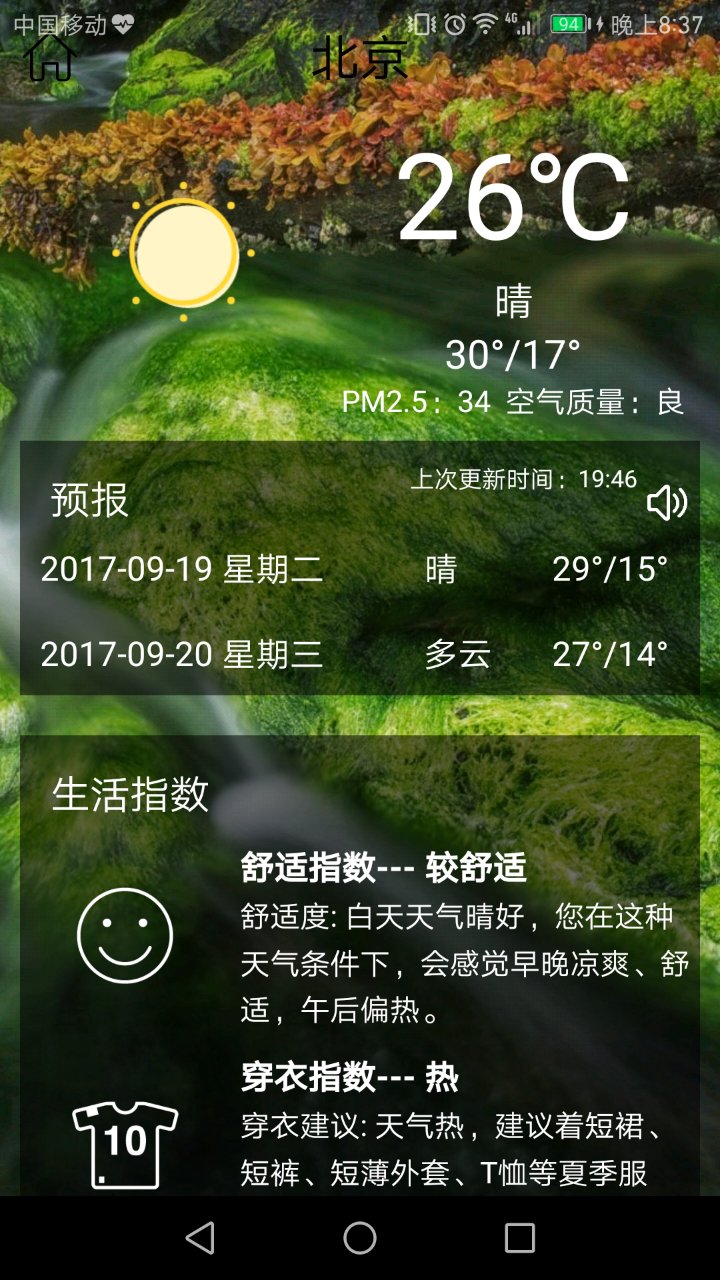 中国移动 4G 94 晚上8:37
北京
26℃
晴
30°/17°
PM2.5：34 空气质量：良
预报
上次更新时间：19:46
2017-09-19 星期二 晴 29°/15°
2017-09-20 星期三 多云 27°/14°
生活指数
舒适指数--- 较舒适
舒适度: 白天天气晴好，您在这种
天气条件下，会感觉早晚凉爽、舒
适，午后偏热。
穿衣指数--- 热
10
穿衣建议: 天气热，建议着短裙、
短裤、短薄外套、T恤等夏季服